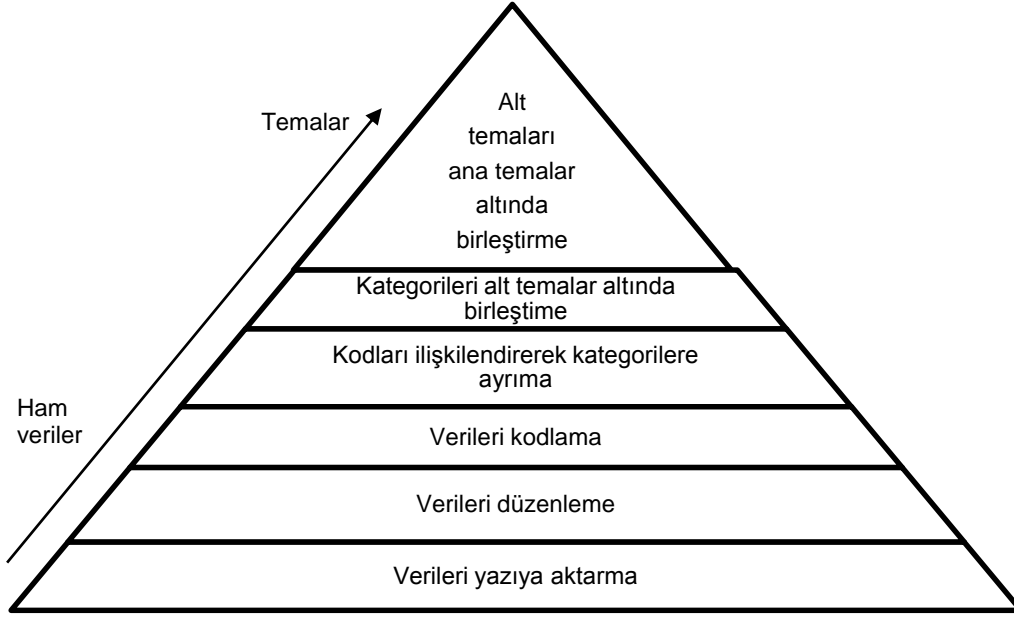 Temalar
Alt
temaları
ana temalar
altında
birleştirme
Kategorileri alt temalar altında
birleştime
Kodları ilişkilendirerek kategorilere
ayrıma
Ham
veriler
Verileri kodlama
Verileri düzenleme
Verileri yazıya aktarma